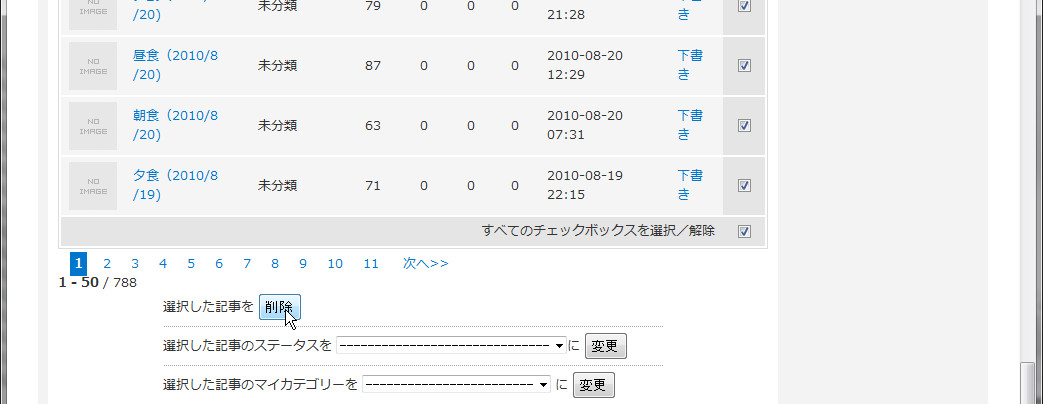 /20)
未分類
79
0
0
0
21:28
き
NO
IMAGE
昼食（2010/8
/20)
未分類
87
0
0
0
2010-08-20
12:29
下書
き
NO
IMAGE
朝食（2010/8
/20)
未分類
63
0
0
0
2010-08-20
07:31
下書
き
NO
IMAGE
夕食（2010/8
/19)
未分類
71
0
0
0
2010-08-19
22:15
下書
き
NO
IMAGE
すべてのチェックボックスを選択／解除
1 2 3 4 5 6 7 8 9 10 11 次へ>>
1 - 50 / 788
選択した記事を 削除
選択した記事のステータスを ------------------------------ に 変更
選択した記事のマイカテゴリーを ------------------------ に 変更